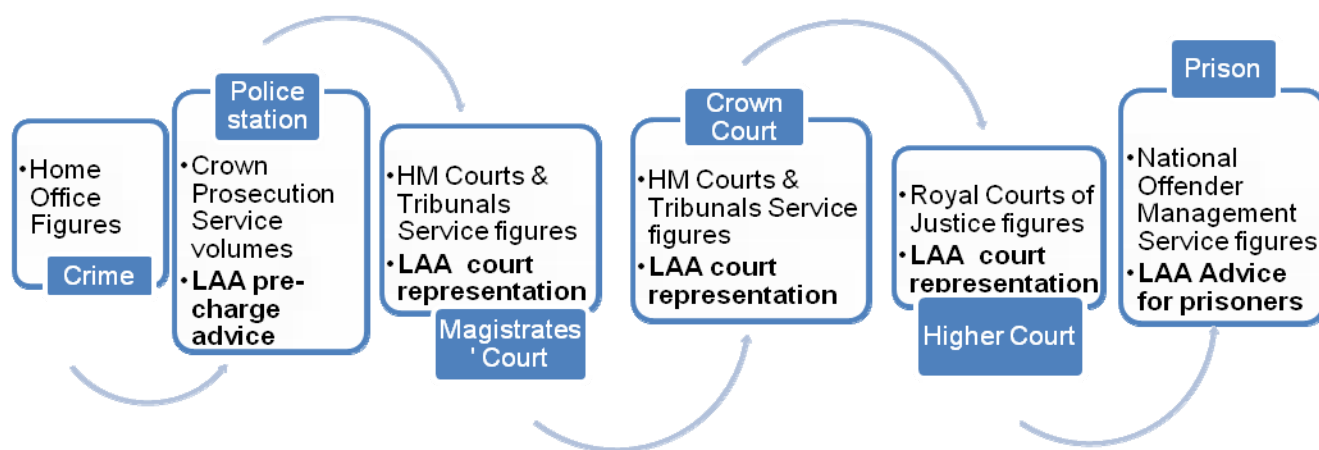 •Home
Office
Figures
Crime
Police
station
•Crown
Prosecution
Service
volumes
•LAA pre-
charge
advice
•HM Courts &
Tribunals
Service figures
•LAA court
representation
Magistrates
' Court
Crown
Court
•HM Courts &
Tribunals Service
figures
•LAA court
representation
•Royal Courts of
Justice figures
•LAA court
representation
Higher Court
Prison
•National
Offender
Management
Service figures
•LAA Advice
for prisoners